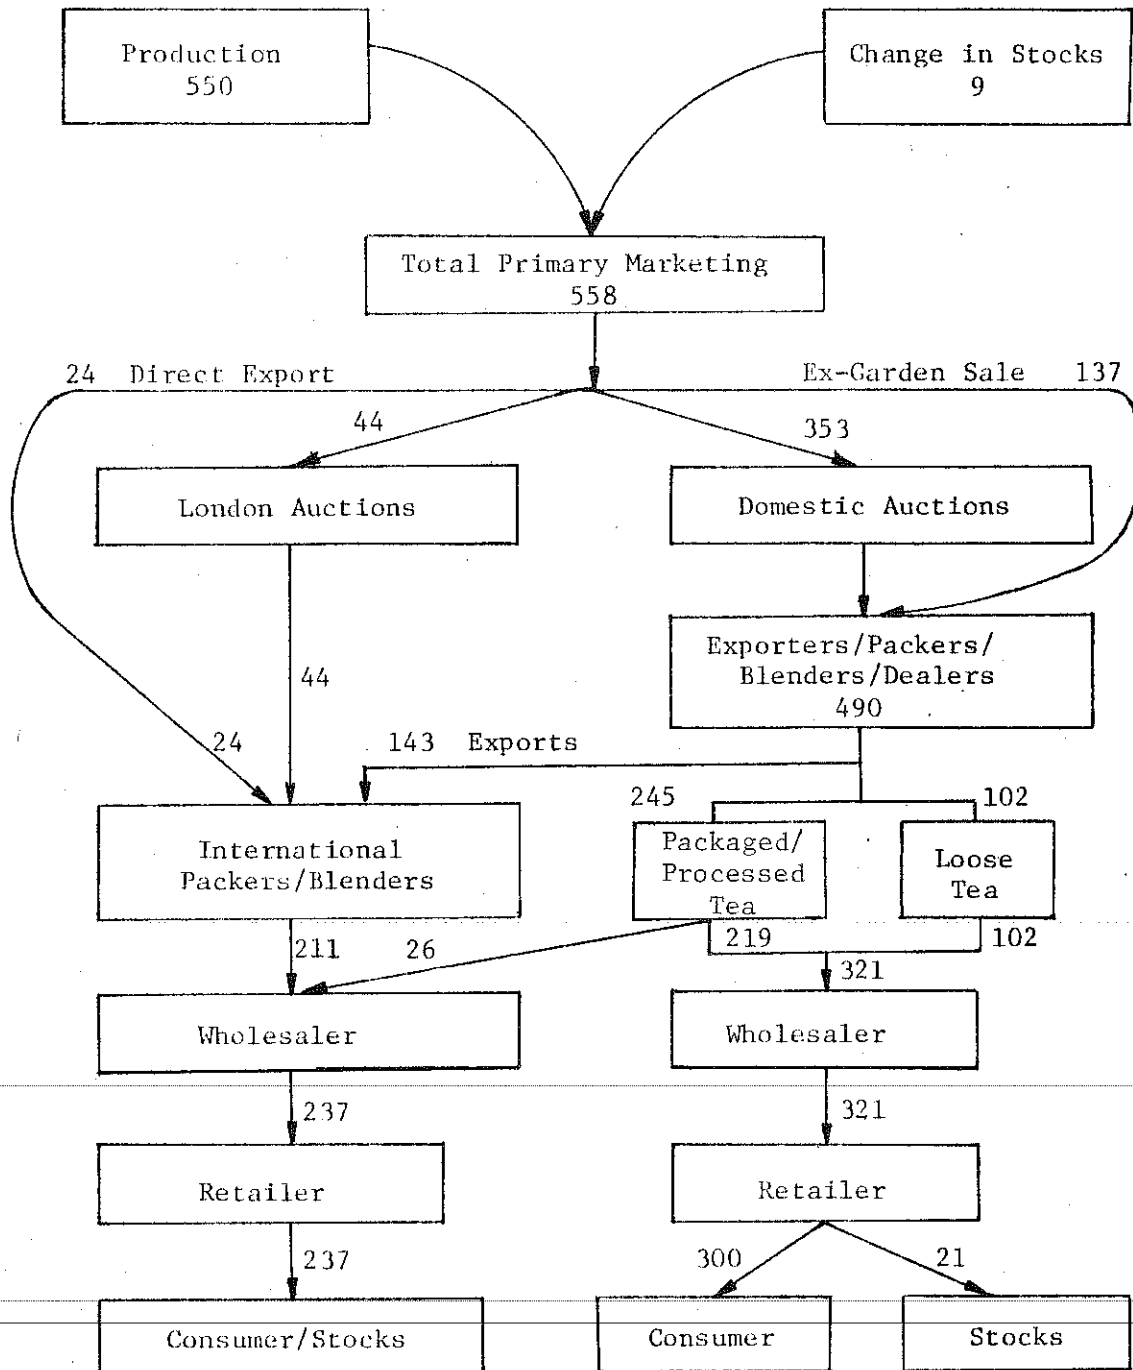 Production
550
Change in Stocks
9
Total Primary Marketing
558
24 Direct Export
Ex-Garden Sale 137
44
353
London Auctions
Domestic Auctions
Exporters/Packers/
Blenders/Dealers
490
44
24
143 Exports
245
102
International
Packers/Blenders
Packaged/
Processed
Tea
Loose
Tea
211
26
219
102
321
Wholesaler
Wholesaler
237
321
Retailer
Retailer
237
300
21
Consumer/Stocks
Consumer
Stocks